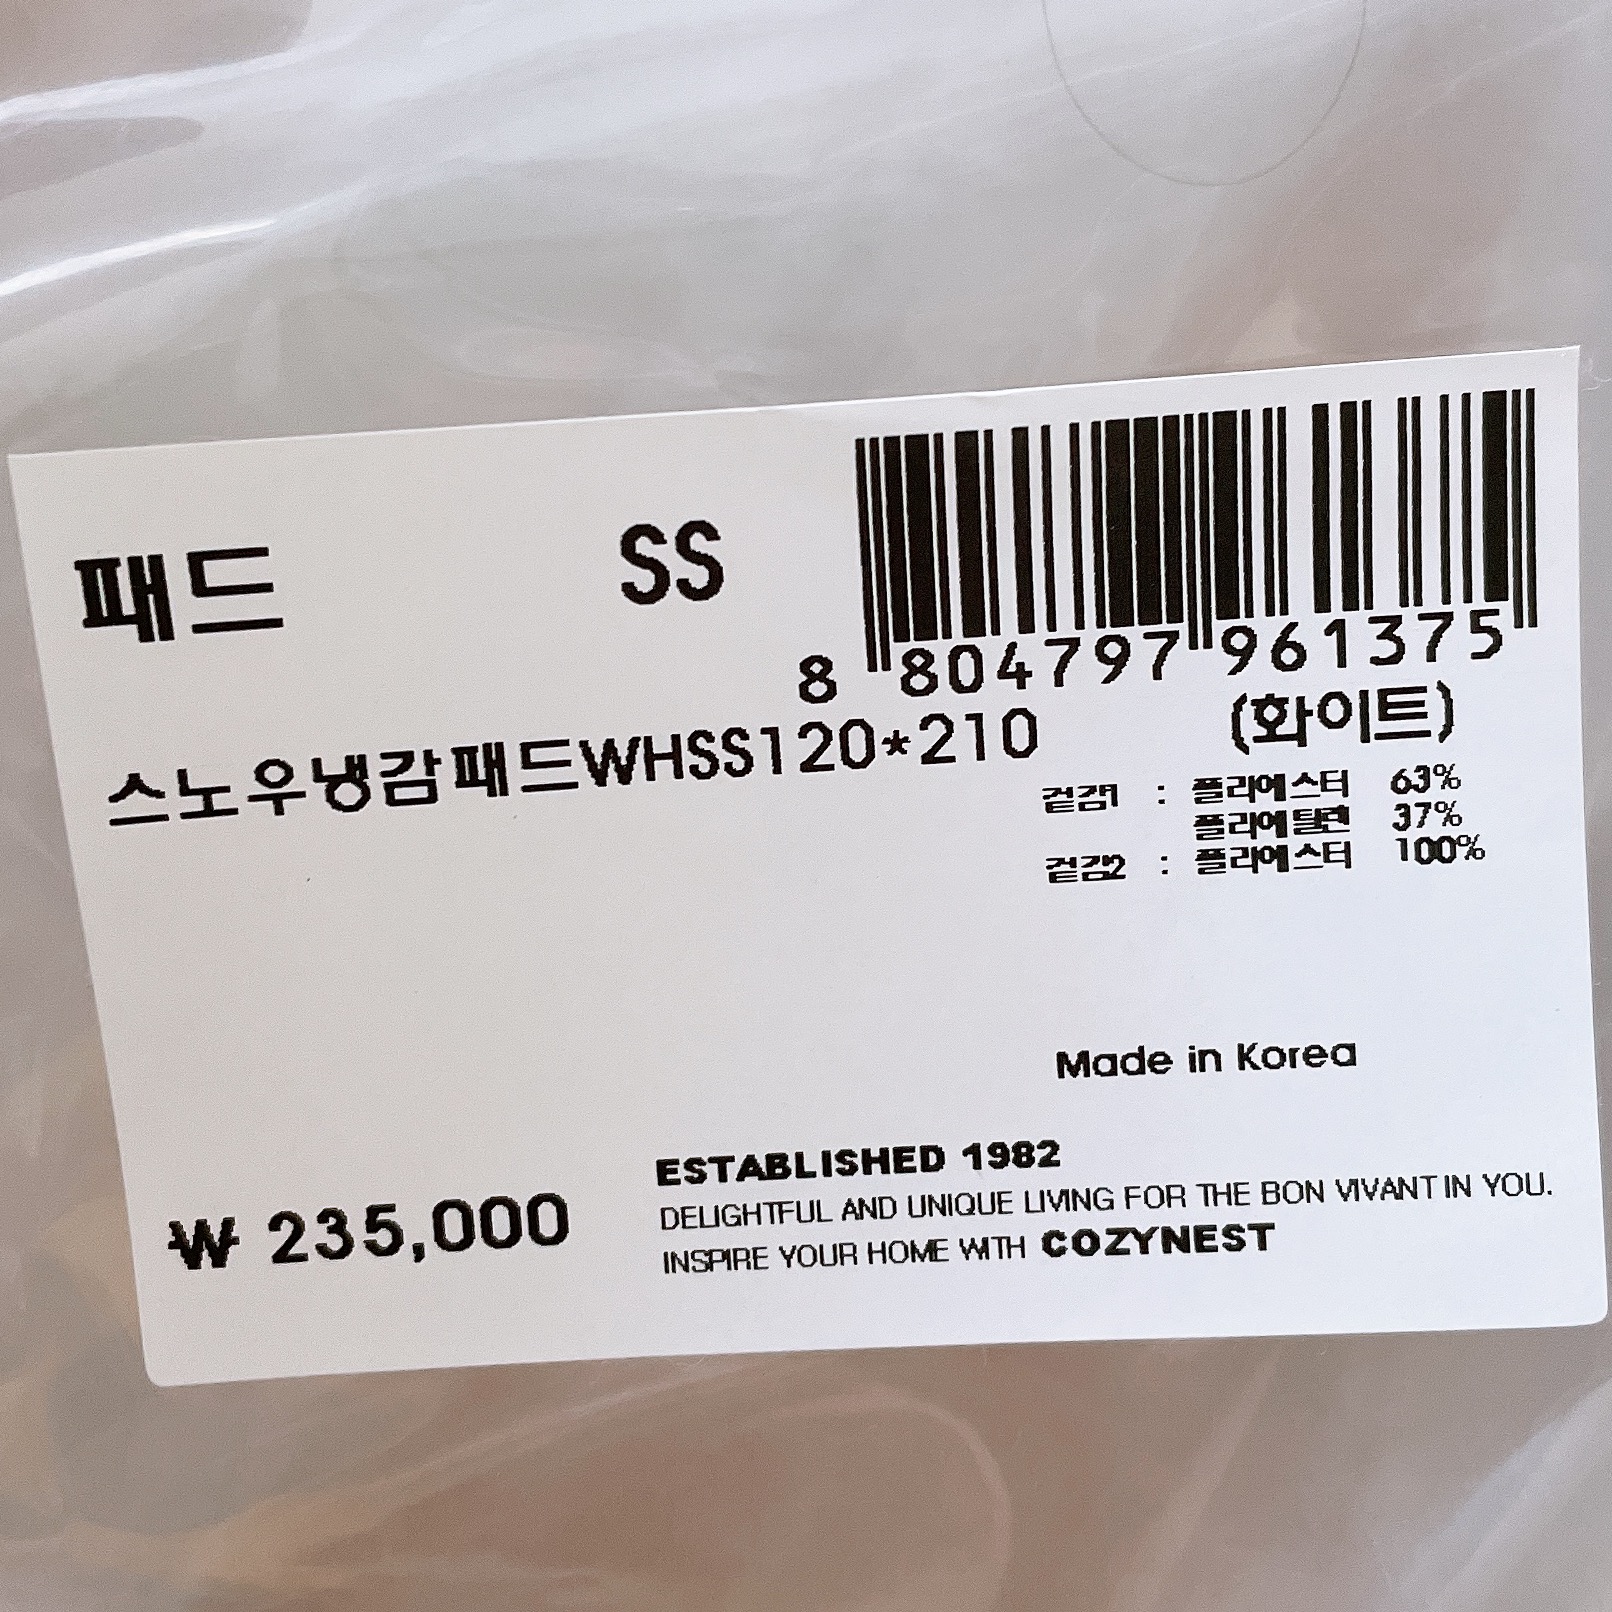 패드 SS
8 804797 961375
스노우냉감패드WHSS120*210 (화이트)
겉감1 : 폴리에스터 63%
폴리에틸렌 37%
겉감2 : 폴리에스터 100%
Made in Korea
₩ 235,000
ESTABLISHED 1982
DELIGHTFUL AND UNIQUE LIVING FOR THE BON VIVANT IN YOU.
INSPIRE YOUR HOME WITH COZYNEST